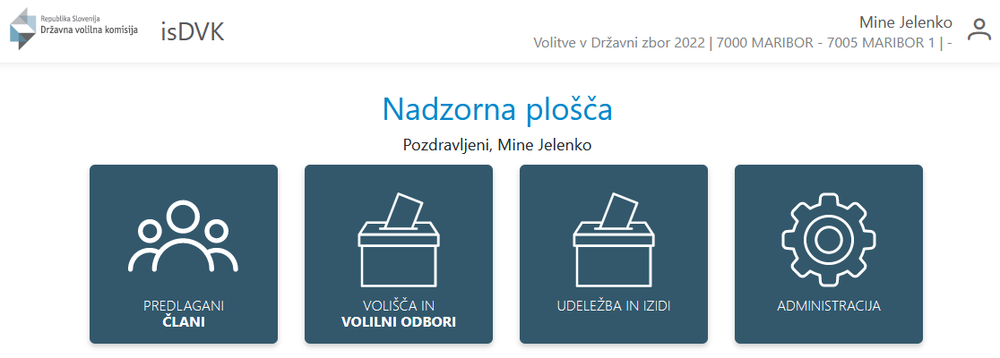 Republika Slovenija
Državna volilna komisija
isDVK
Mine Jelenko
Volitve v Državni zbor 2022 | 7000 MARIBOR - 7005 MARIBOR 1 | -
Nadzorna plošča
Pozdravljeni, Mine Jelenko
PREDLAGANI
ČLANI
VOLIŠČA IN
VOLILNI ODBORI
UDELEŽBA IN IZIDI
ADMINISTRACIJA